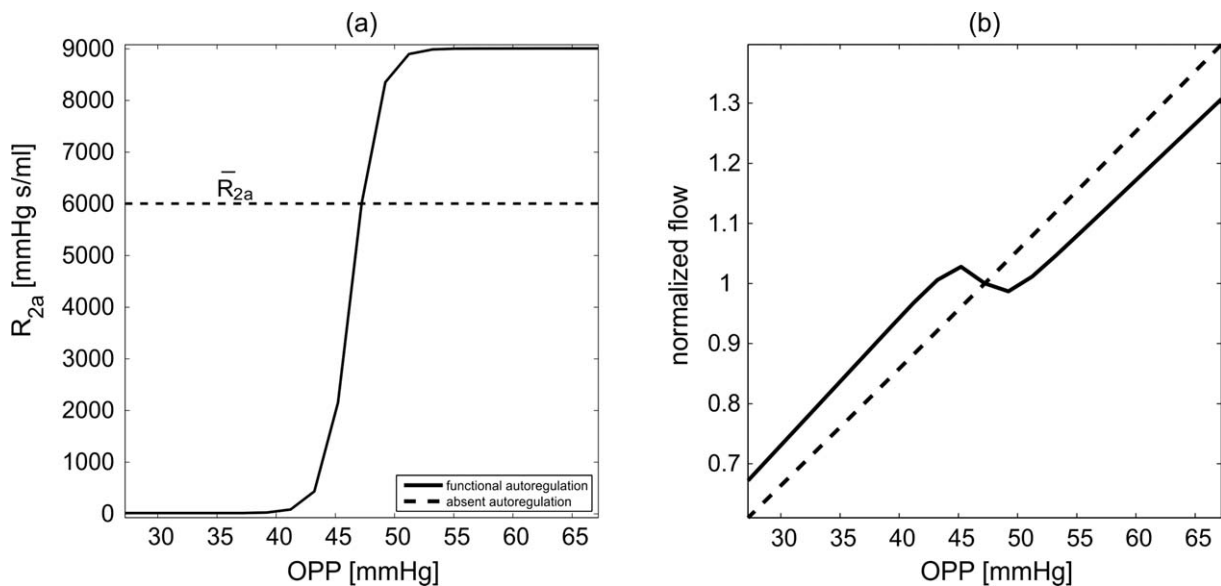 (a)
9000
8000
7000
6000
5000
4000
3000
2000
1000
0
R2a [mmHg s/ml]
R̄2a
functional autoregulation
absent autoregulation
30 35 40 45 50 55 60 65
OPP [mmHg]
(b)
1.3
1.2
1.1
1
0.9
0.8
0.7
normalized flow
30 35 40 45 50 55 60 65
OPP [mmHg]